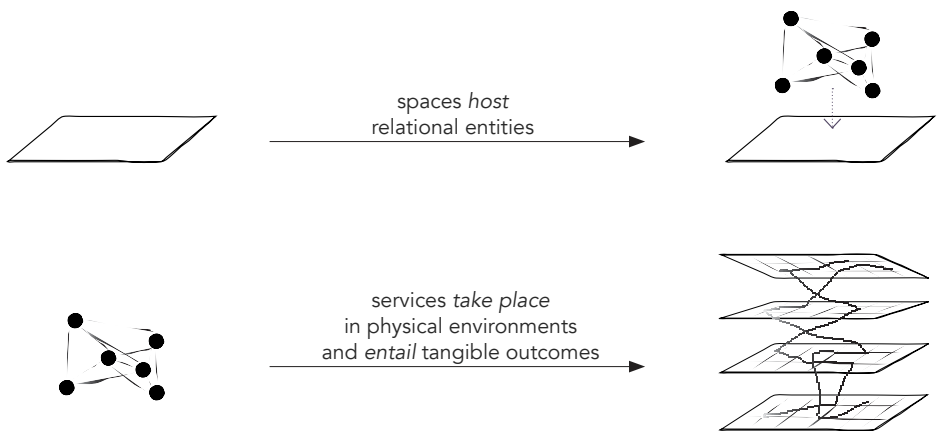 spaces host
relational entities
services take place
in physical environments
and entail tangible outcomes